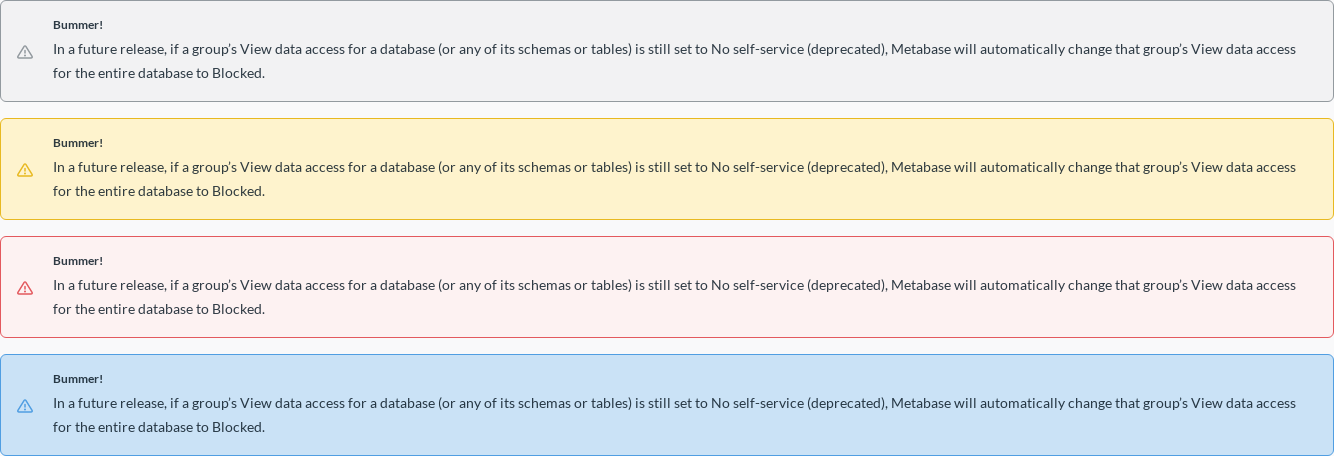 Bummer!
In a future release, if a group’s View data access for a database (or any of its schemas or tables) is still set to No self-service (deprecated), Metabase will automatically change that group’s View data access
for the entire database to Blocked.
Bummer!
In a future release, if a group’s View data access for a database (or any of its schemas or tables) is still set to No self-service (deprecated), Metabase will automatically change that group’s View data access
for the entire database to Blocked.
Bummer!
In a future release, if a group’s View data access for a database (or any of its schemas or tables) is still set to No self-service (deprecated), Metabase will automatically change that group’s View data access
for the entire database to Blocked.
Bummer!
In a future release, if a group’s View data access for a database (or any of its schemas or tables) is still set to No self-service (deprecated), Metabase will automatically change that group’s View data access
for the entire database to Blocked.